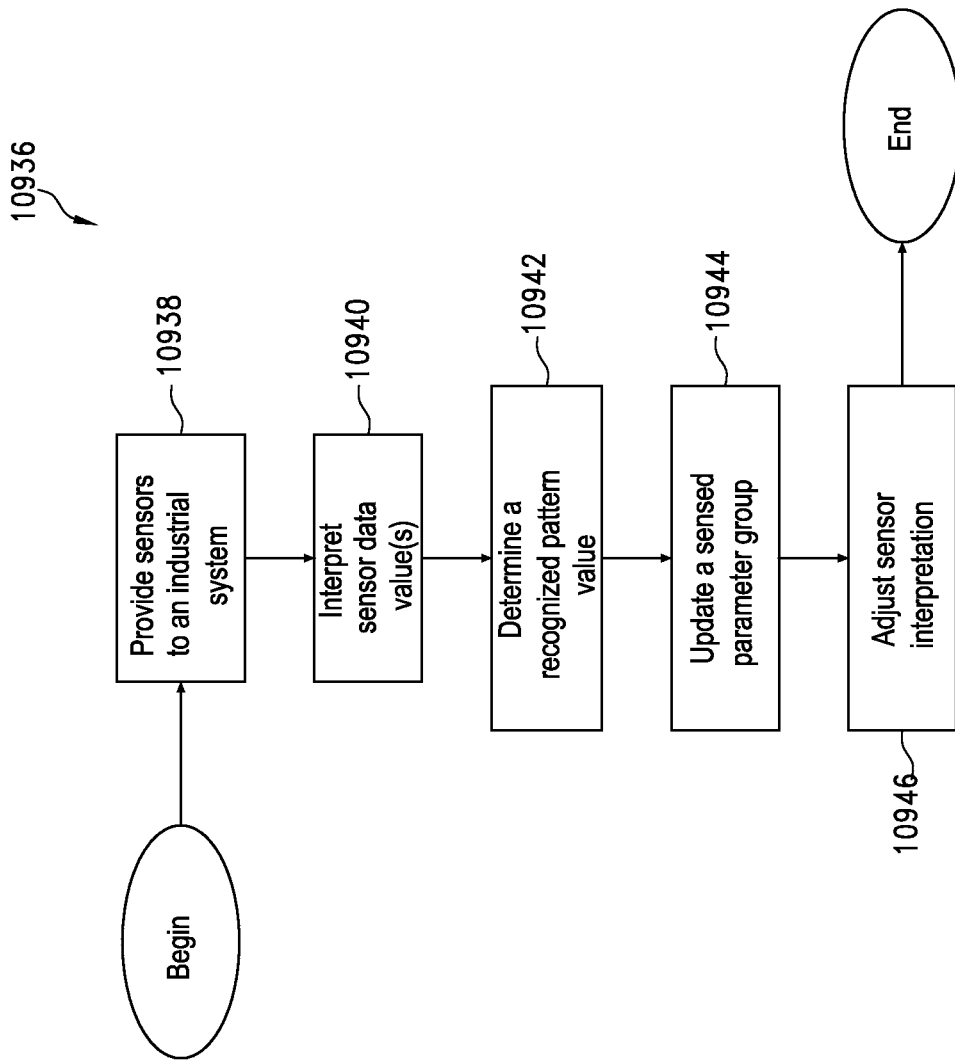 10936
Begin
Provide sensors
to an industrial
system
10938
Interpret
sensor data
value(s)
10940
Determine a
recognized pattern
value
10942
Update a sensed
parameter group
10944
Adjust sensor
interpretation
10946
End